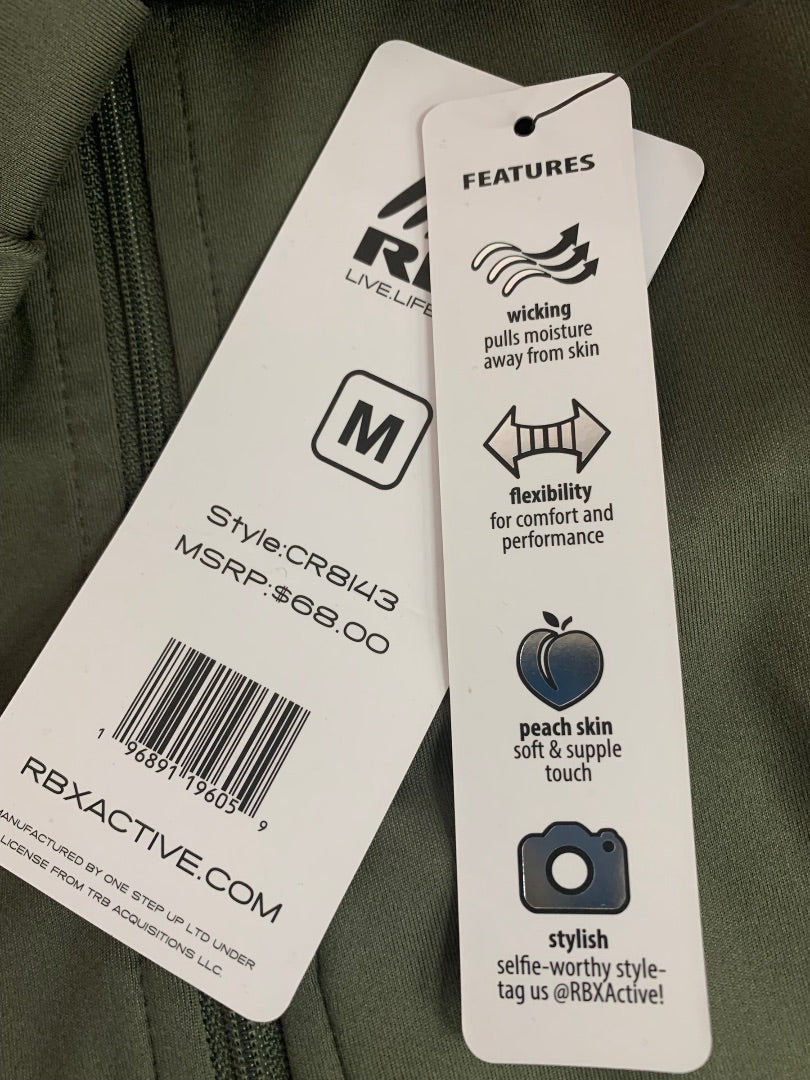 RB
LIVE.LIFE
M
Style:CR8143
MSRP:$68.00
1 96891 19605 9
RBXACTIVE.COM
MANUFACTURED BY ONE STEP UP LTD UNDER
LICENSE FROM TRB ACQUISITIONS LLC.
FEATURES
wicking
pulls moisture
away from skin
flexibility
for comfort and
performance
peach skin
soft & supple
touch
stylish
selfie-worthy style-
tag us @RBXActive!